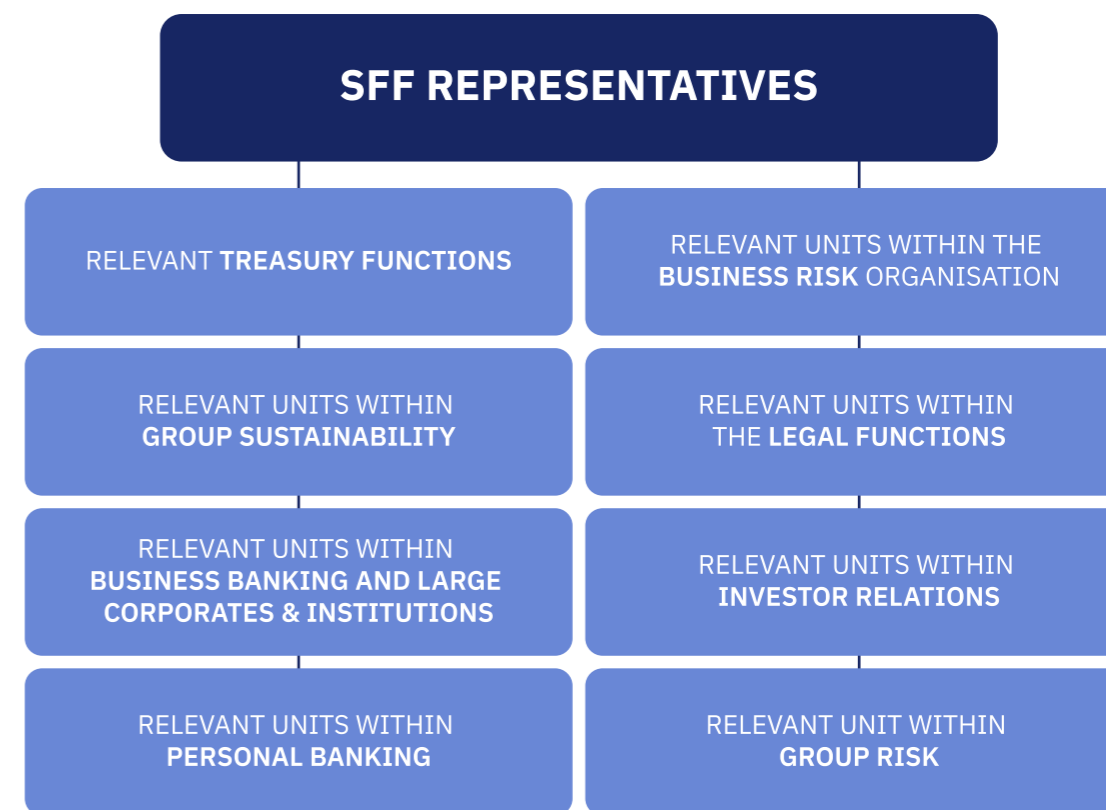 SFF REPRESENTATIVES
RELEVANT TREASURY FUNCTIONS
RELEVANT UNITS WITHIN THE
BUSINESS RISK ORGANISATION
RELEVANT UNITS WITHIN
GROUP SUSTAINABILITY
RELEVANT UNITS WITHIN
THE LEGAL FUNCTIONS
RELEVANT UNITS WITHIN
BUSINESS BANKING AND LARGE
CORPORATES & INSTITUTIONS
RELEVANT UNITS WITHIN
INVESTOR RELATIONS
RELEVANT UNITS WITHIN
PERSONAL BANKING
RELEVANT UNIT WITHIN
GROUP RISK